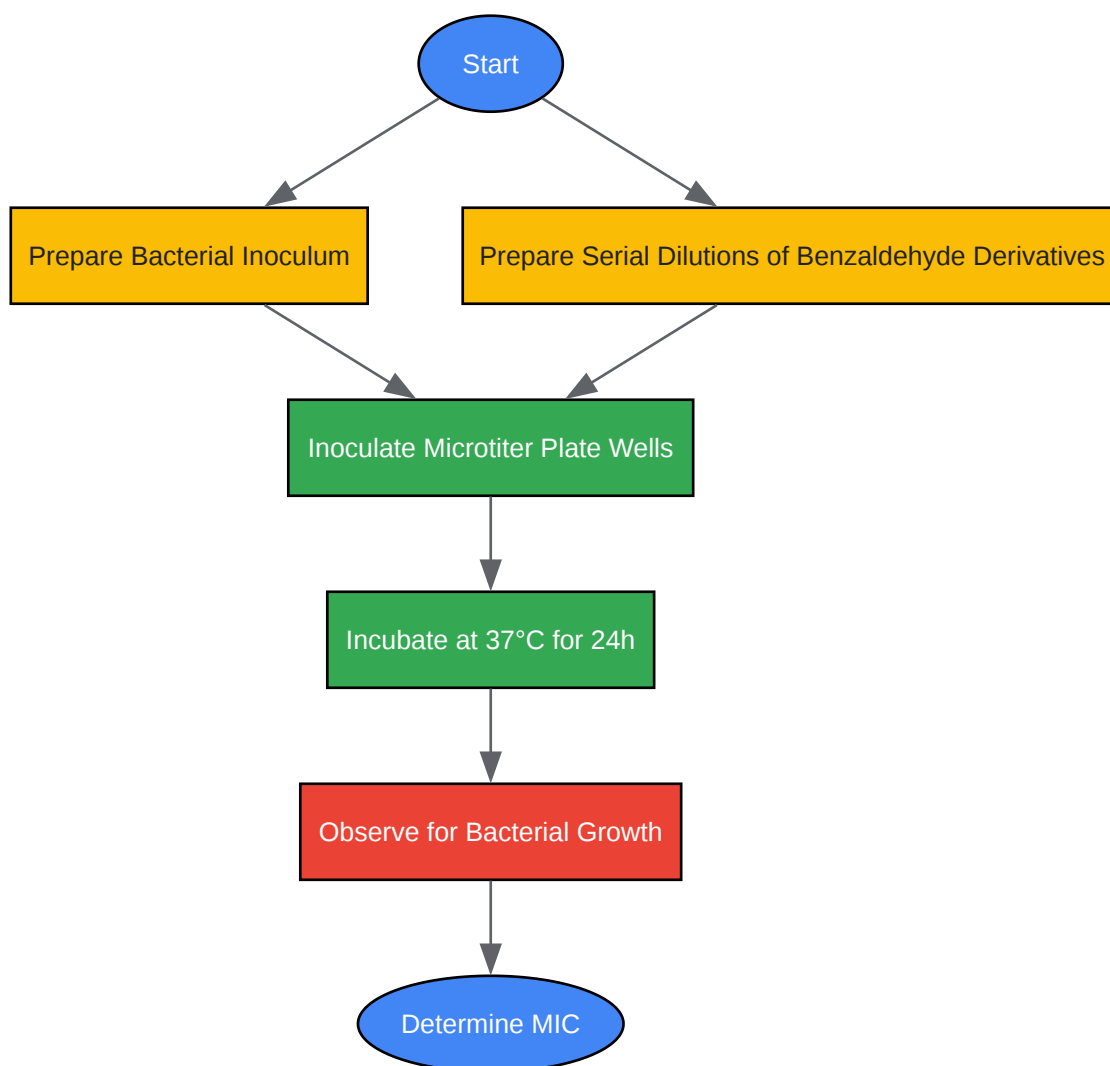 Start
Prepare Bacterial Inoculum
Prepare Serial Dilutions of Benzaldehyde Derivatives
Inoculate Microtiter Plate Wells
Incubate at 37°C for 24h
Observe for Bacterial Growth
Determine MIC